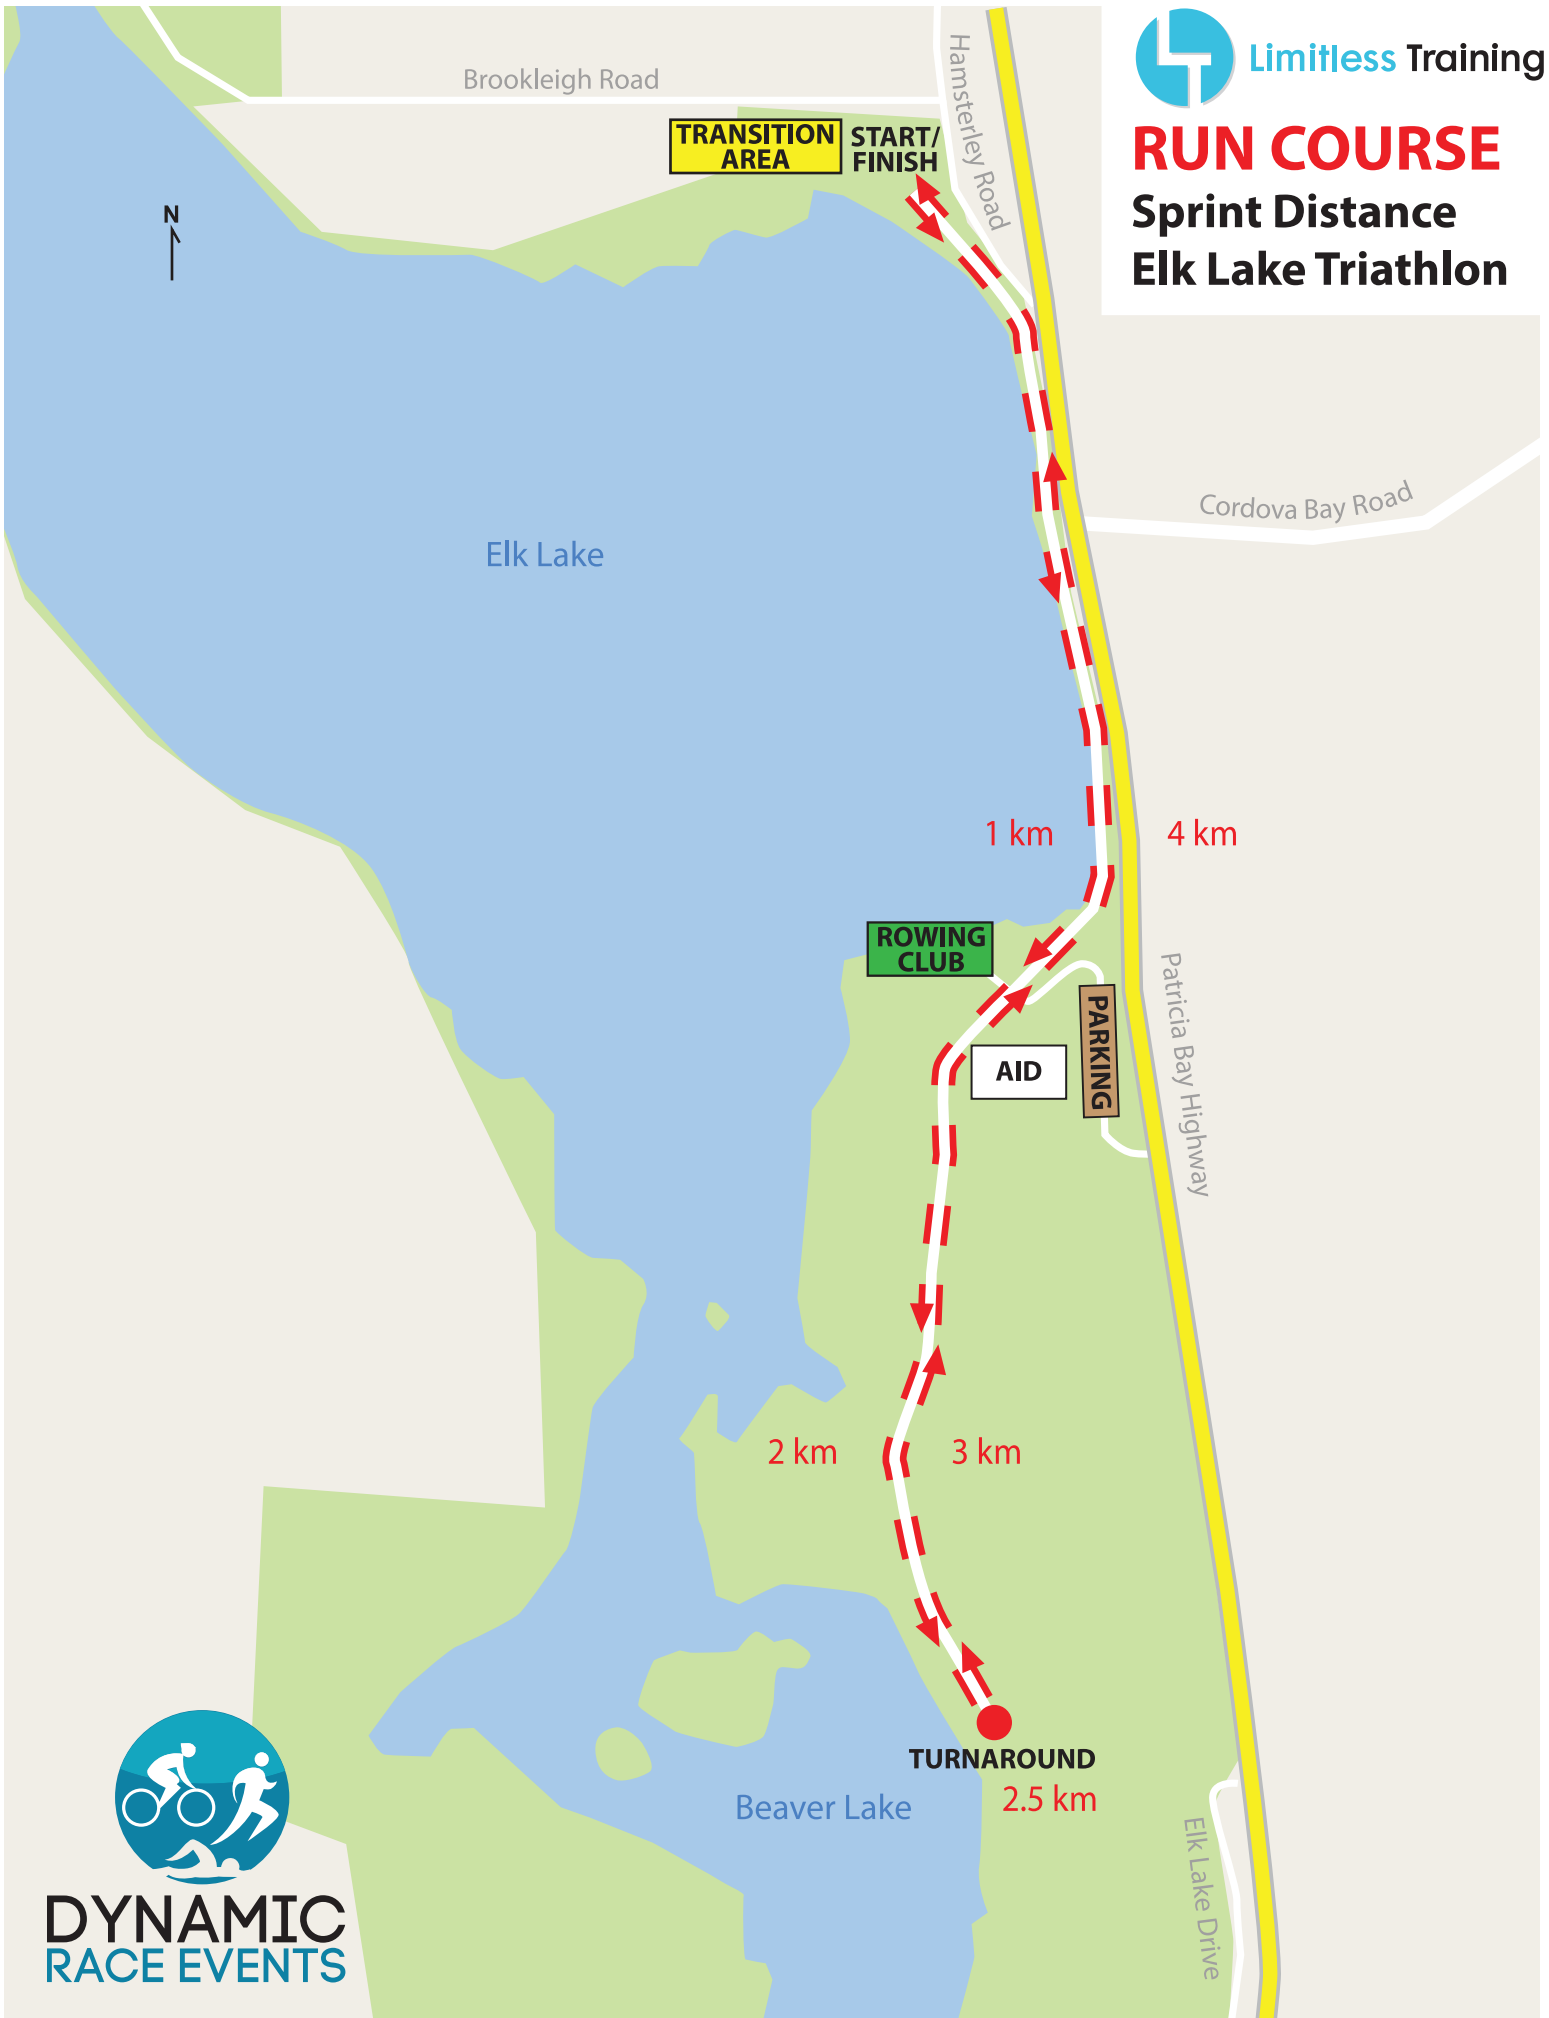 Limitless Training
RUN COURSE
Sprint Distance
Elk Lake Triathlon
Brookleigh Road
Hamsterley Road
TRANSITION
AREA
START/
FINISH
N
Cordova Bay Road
Elk Lake
1 km
4 km
ROWING
CLUB
Patricia Bay Highway
PARKING
AID
2 km
3 km
TURNAROUND
2.5 km
Beaver Lake
Elk Lake Drive
DYNAMIC
RACE EVENTS